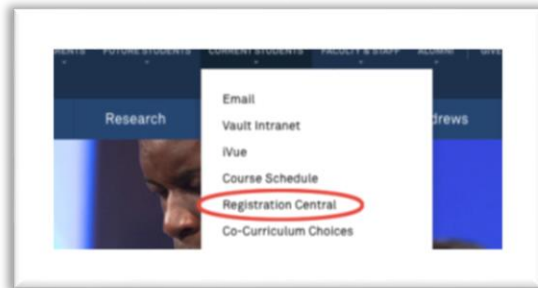 FUTURE STUDENTS CURRENT STUDENTS FACULTY & STAFF ALUMNI
Research
Email
Vault Intranet
iVue
Course Schedule
Registration Central
Co-Curriculum Choices